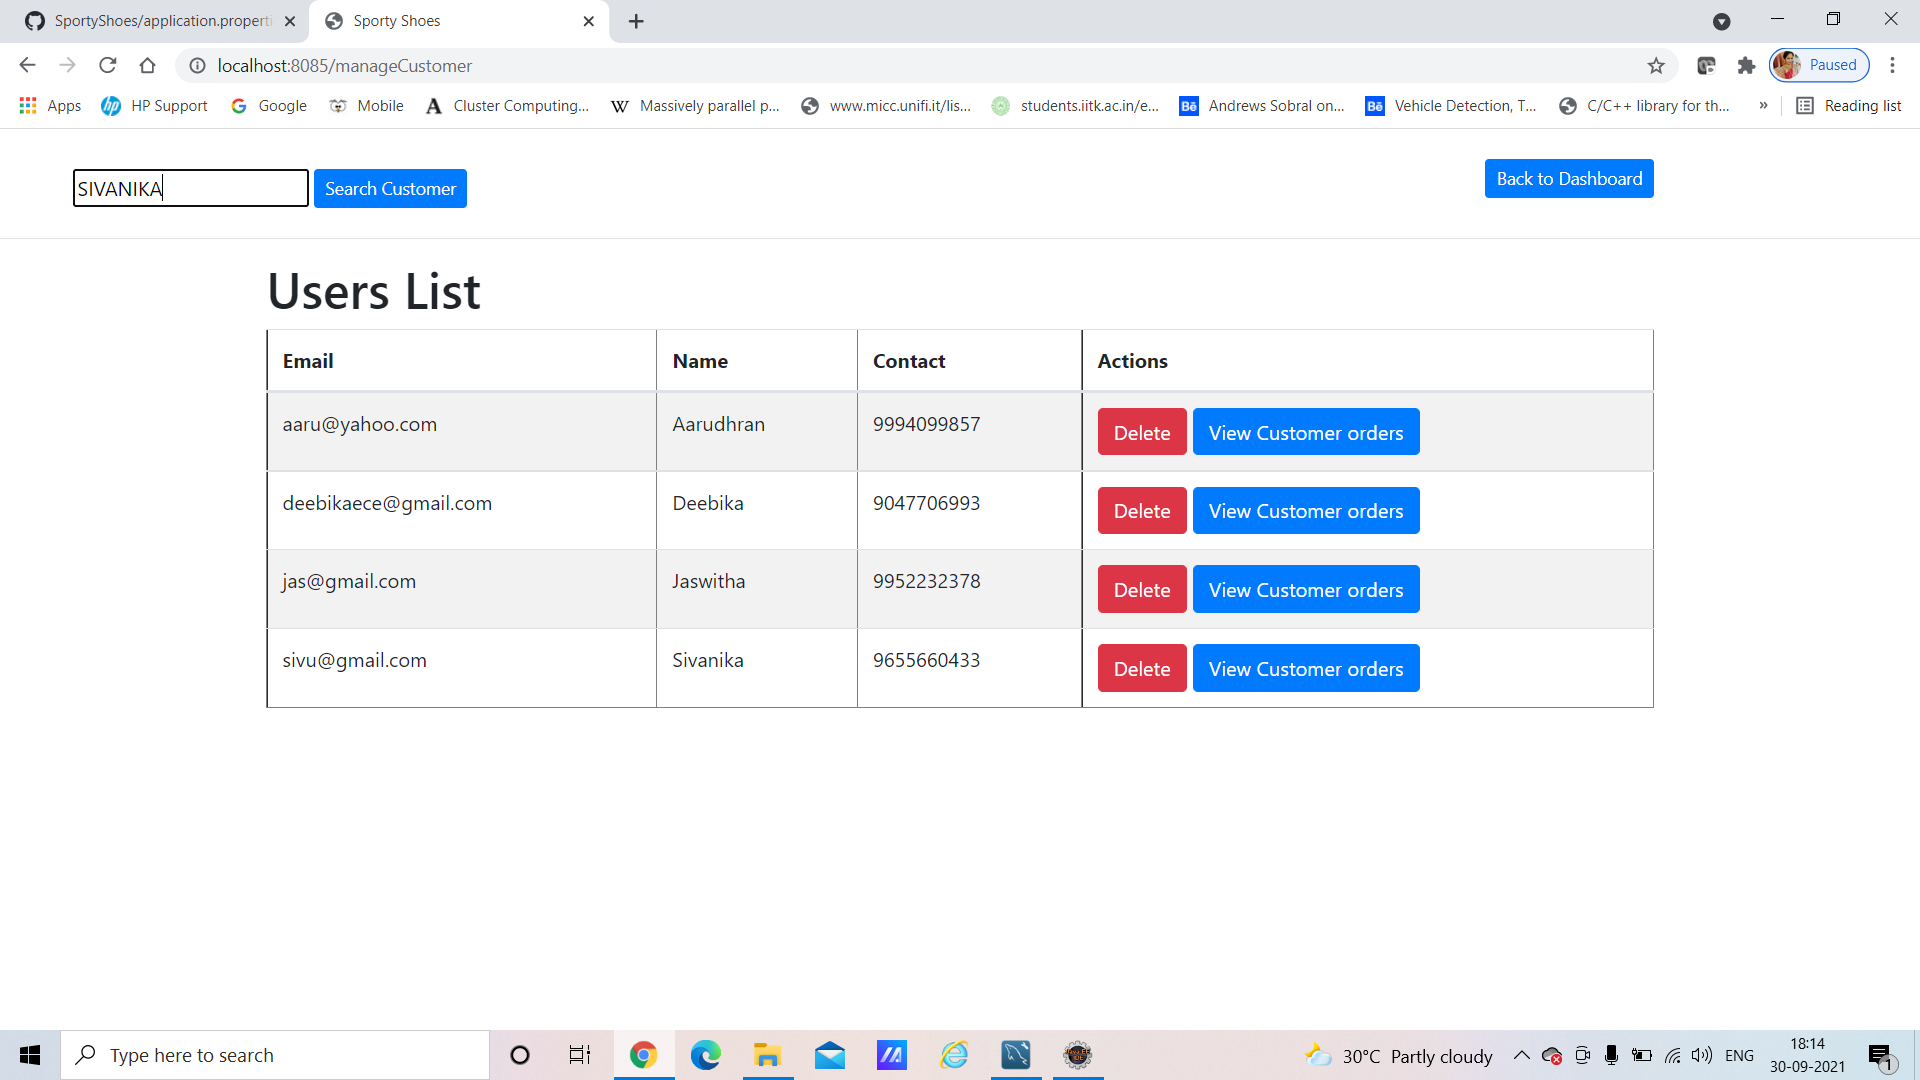 SportyShoes/application.properti
Sporty Shoes
localhost:8085/manageCustomer
Paused
Apps
HP Support
Google
Mobile
Cluster Computing...
Massively parallel p...
www.micc.unifi.it/lis...
students.iitk.ac.in/e...
Andrews Sobral on...
Vehicle Detection, T...
C/C++ library for th...
»
Reading list
SIVANIKA
Search Customer
Back to Dashboard
Users List
Email Name Contact Actions
aaru@yahoo.com Aarudhran 9994099857 Delete View Customer orders
deebikaece@gmail.com Deebika 9047706993 Delete View Customer orders
jas@gmail.com Jaswitha 9952232378 Delete View Customer orders
sivu@gmail.com Sivanika 9655660433 Delete View Customer orders
Type here to search
30°C Partly cloudy
ENG
18:14
30-09-2021
1